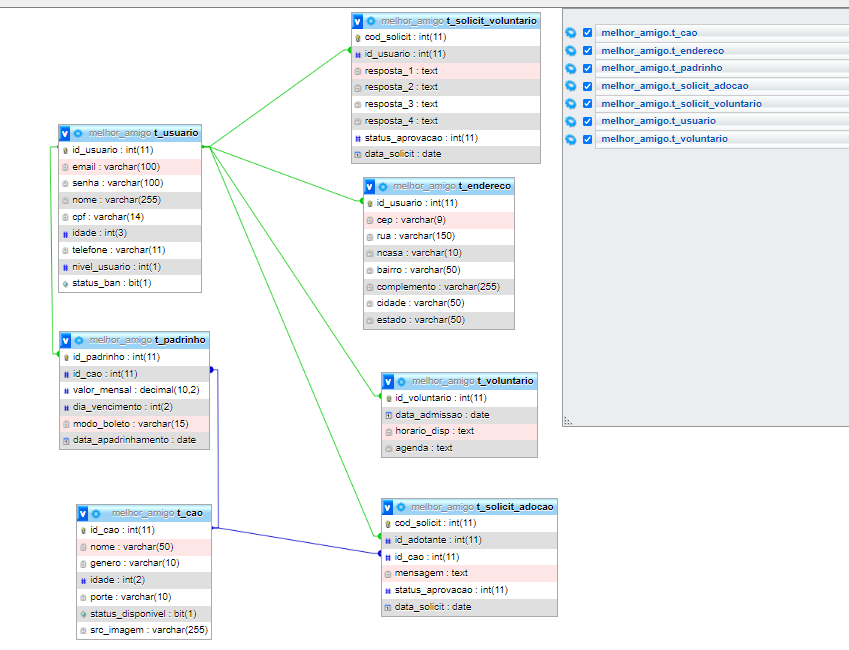 melhor_amigo t_solicit_voluntario
cod_solicit : int(11)
id_usuario : int(11)
resposta_1 : text
resposta_2 : text
resposta_3 : text
resposta_4 : text
status_aprovacao : int(11)
data_solicit : date
melhor_amigo t_usuario
id_usuario : int(11)
email : varchar(100)
senha : varchar(100)
nome : varchar(255)
cpf : varchar(14)
idade : int(3)
telefone : varchar(11)
nivel_usuario : int(1)
status_ban : bit(1)
melhor_amigo t_endereco
id_usuario : int(11)
cep : varchar(9)
rua : varchar(150)
ncasa : varchar(10)
bairro : varchar(50)
complemento : varchar(255)
cidade : varchar(50)
estado : varchar(50)
melhor_amigo t_padrinho
id_padrinho : int(11)
id_cao : int(11)
valor_mensal : decimal(10,2)
dia_vencimento : int(2)
modo_boleto : varchar(15)
data_apadrinhamento : date
melhor_amigo t_voluntario
id_voluntario : int(11)
data_admissao : date
horario_disp : text
agenda : text
melhor_amigo t_cao
id_cao : int(11)
nome : varchar(50)
genero : varchar(10)
idade : int(2)
porte : varchar(10)
status_disponivel : bit(1)
src_imagem : varchar(255)
melhor_amigo t_solicit_adocao
cod_solicit : int(11)
id_adotante : int(11)
id_cao : int(11)
mensagem : text
status_aprovacao : int(11)
data_solicit : date
melhor_amigo.t_cao
melhor_amigo.t_endereco
melhor_amigo.t_padrinho
melhor_amigo.t_solicit_adocao
melhor_amigo.t_solicit_voluntario
melhor_amigo.t_usuario
melhor_amigo.t_voluntario